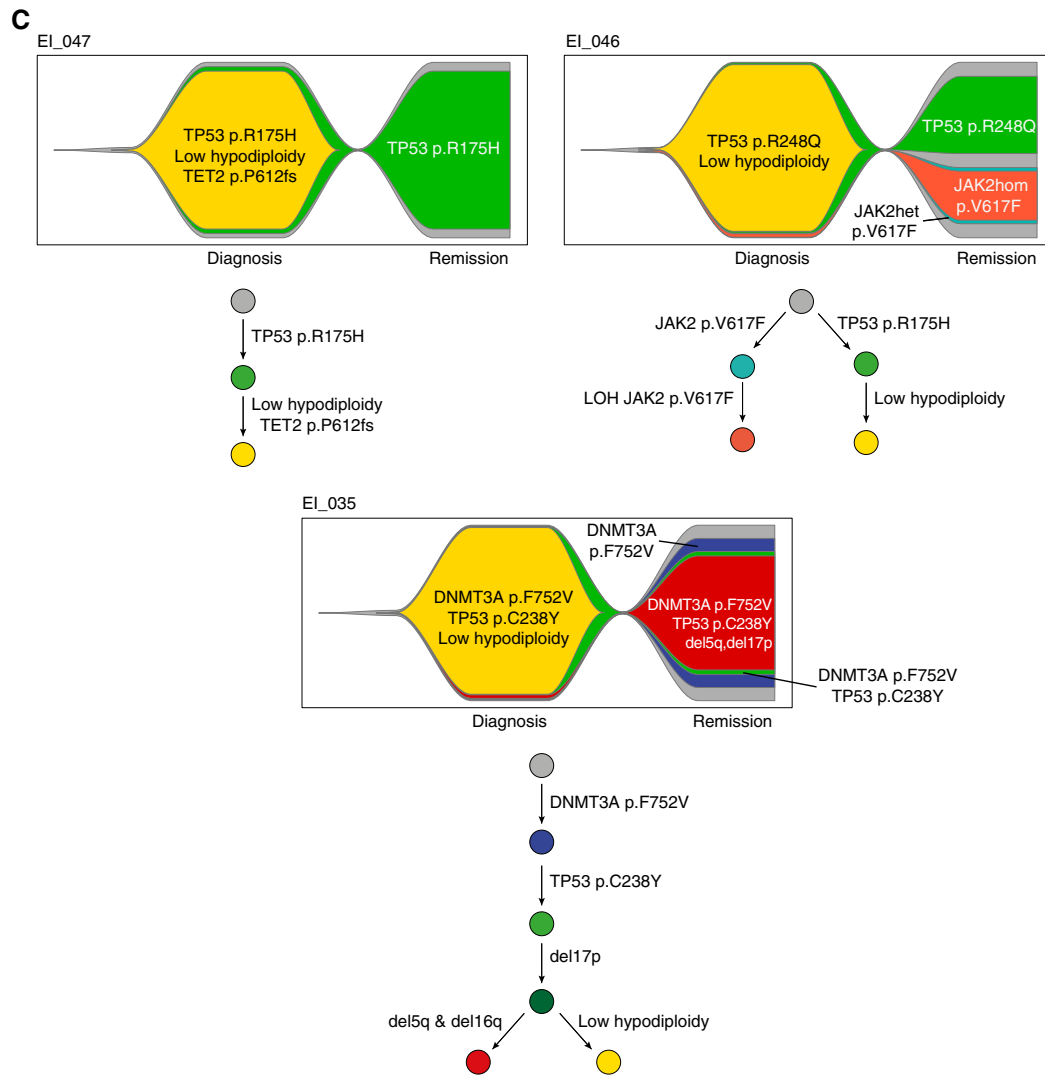 C
EI_047
TP53 p.R175H
Low hypodiploidy
TET2 p.P612fs
TP53 p.R175H
Diagnosis
Remission
TP53 p.R175H
Low hypodiploidy
TET2 p.P612fs
EI_046
TP53 p.R248Q
Low hypodiploidy
TP53 p.R248Q
JAK2hom
p.V617F
JAK2het
p.V617F
Diagnosis
Remission
JAK2 p.V617F
TP53 p.R175H
LOH JAK2 p.V617F
Low hypodiploidy
EI_035
DNMT3A
p.F752V
DNMT3A p.F752V
TP53 p.C238Y
Low hypodiploidy
DNMT3A p.F752V
TP53 p.C238Y
del5q,del17p
DNMT3A p.F752V
TP53 p.C238Y
Diagnosis
Remission
DNMT3A p.F752V
TP53 p.C238Y
del17p
del5q & del16q
Low hypodiploidy